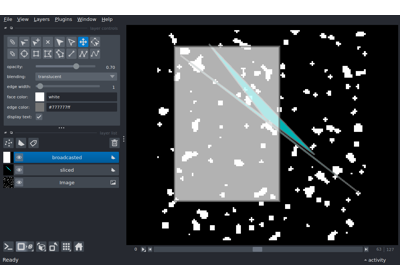 File View Layers Plugins Window Help
opacity: 0.70
blending: translucent
edge width: 1
face color: white
edge color: #777777ff
display text:
broadcasted
sliced
image
Ready
activity